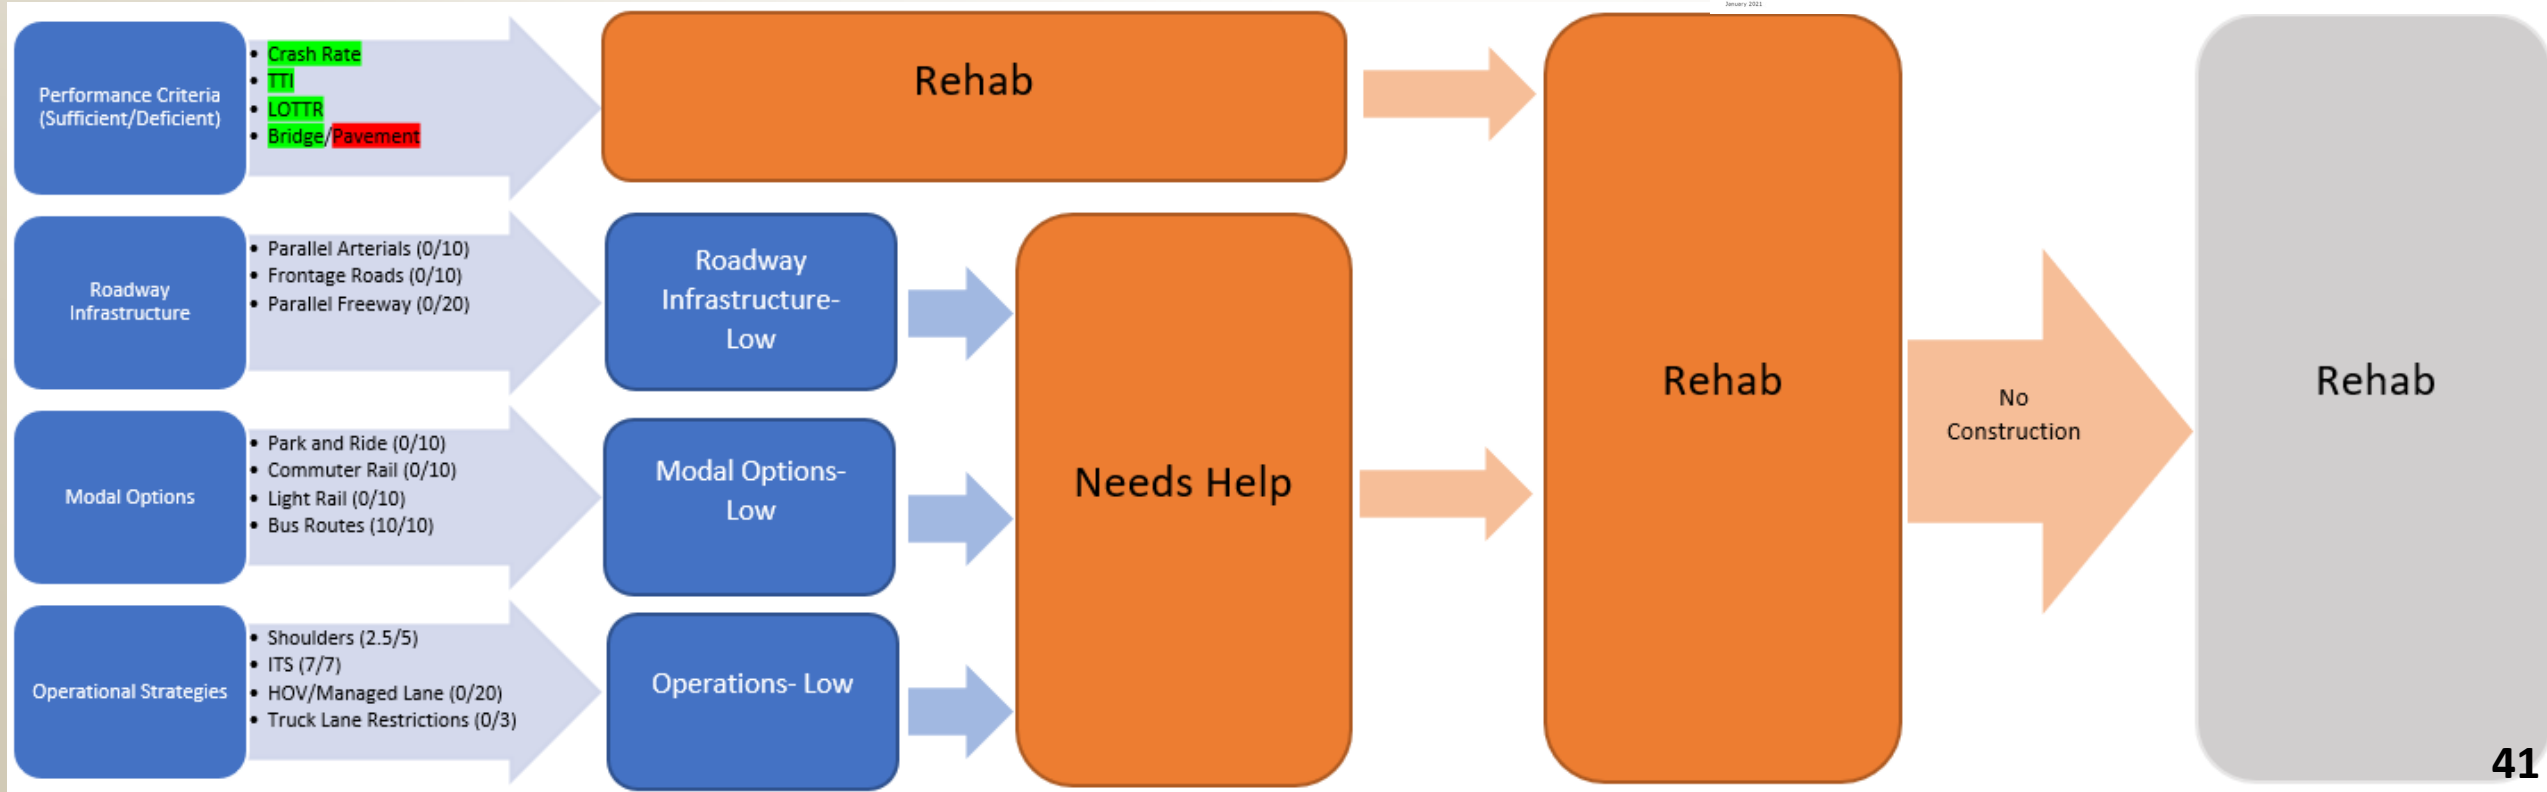 January 2021
Performance Criteria
(Sufficient/Deficient)
• Crash Rate
• TTI
• LOTTR
• Bridge/Pavement
Rehab
Roadway
Infrastructure
• Parallel Arterials (0/10)
• Frontage Roads (0/10)
• Parallel Freeway (0/20)
Roadway
Infrastructure-
Low
Modal Options
• Park and Ride (0/10)
• Commuter Rail (0/10)
• Light Rail (0/10)
• Bus Routes (10/10)
Modal Options-
Low
Operational Strategies
• Shoulders (2.5/5)
• ITS (7/7)
• HOV/Managed Lane (0/20)
• Truck Lane Restrictions (0/3)
Operations- Low
Needs Help
Rehab
No
Construction
Rehab
41